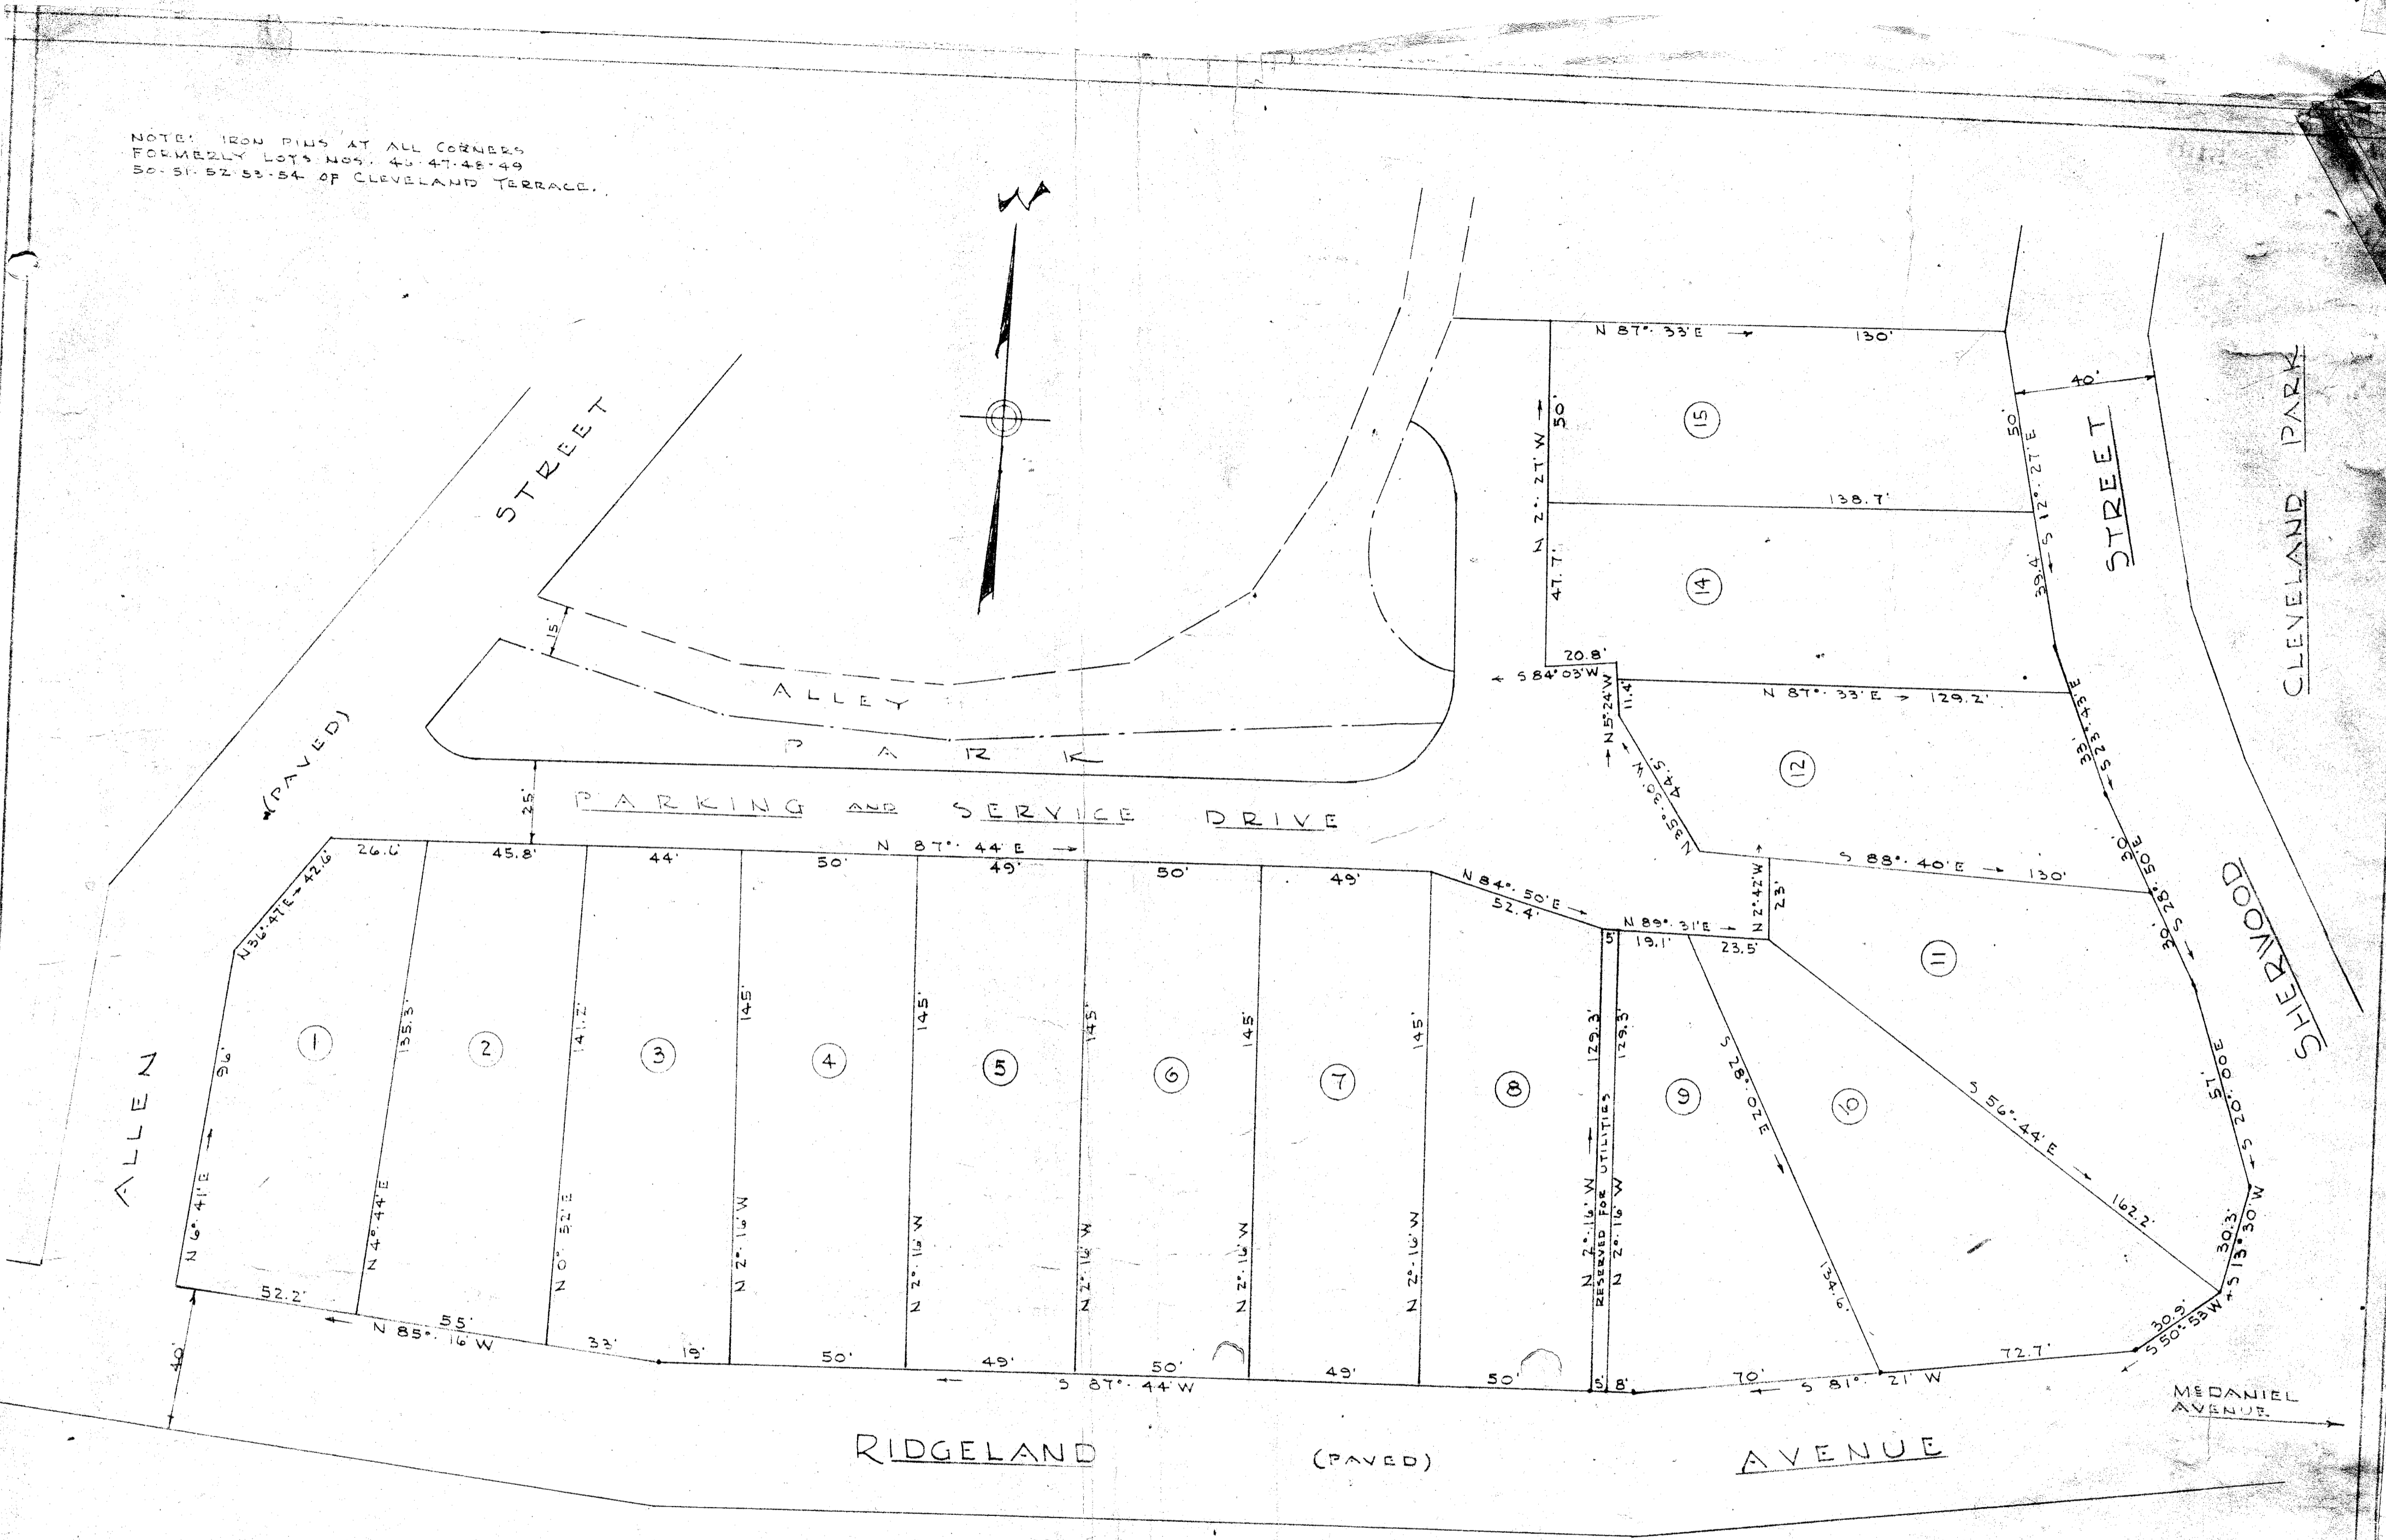 NOTE: IRON PINS AT ALL CORNERS
FORMERLY LOTS NOS. 46-47-48-49
50-51-52-53-54 OF CLEVELAND TERRACE.
N
STREET
(PAVED)
ALLEN
15'
ALLEY
PARK
25'
PARKING AND SERVICE DRIVE
N 87°-44'E →
N 87°-33'E →
130'
50'
N 2°-27'W →
47.7'
15
138.7'
14
50'
← S 12°-27'E
39.4'
40'
STREET
CLEVELAND PARK
20.8'
← S 84°03'W
→ N 5°24'W
11.4'
N 87°-33'E →
129.2'
N 35°-30'W →
44.5'
12
33'
← S 23°-43'E
S 88°-40'E →
130'
30'
30'
← S 28°-50'E
SHERWOOD
N 2°-42'W →
23'
N36°-47'E → 42.6'
26.6
45.8'
44'
50'
49'
50'
49'
N 84°-50'E →
52.4'
N 89°-31'E →
5'
19.1'
23.5'
96'
N 6°-41'E →
1
135.3'
N 4°-44'E
2
141.2'
N 0°-52'E
3
145'
N 2°-16'W
4
145'
N 2°-16'W
5
145'
N 2°-16'W
6
145'
N 2°-16'W
7
145'
N 2°-16'W
8
129.3'
N 2°-16'W →
RESERVED FOR UTILITIES
129.3'
N 2°-16'W
9
S 28°-02'E →
134.6'
10
11
S 56°-44'E →
162.2'
57'
← S 20°-00'E
30.3'
← S 13°-30'W
30.9'
← S 50°-53'W
52.2'
55'
← N 85°-16'W
33'
19'
50'
49'
50'
49'
50'
5'
8'
← S 87°-44'W
70'
← S 81°-21'W
72.7'
40'
RIDGELAND (PAVED) AVENUE
McDANIEL
AVENUE